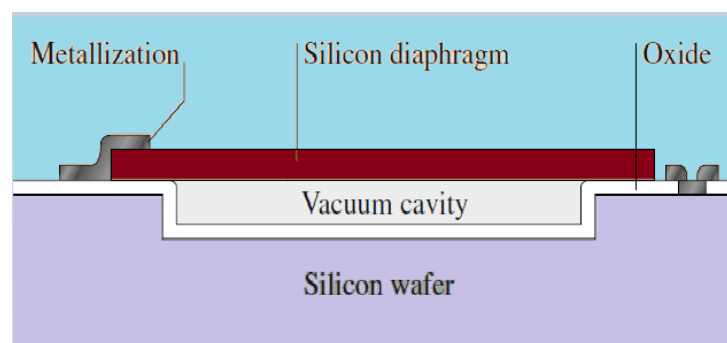 Metallization
Silicon diaphragm
Oxide
Vacuum cavity
Silicon wafer